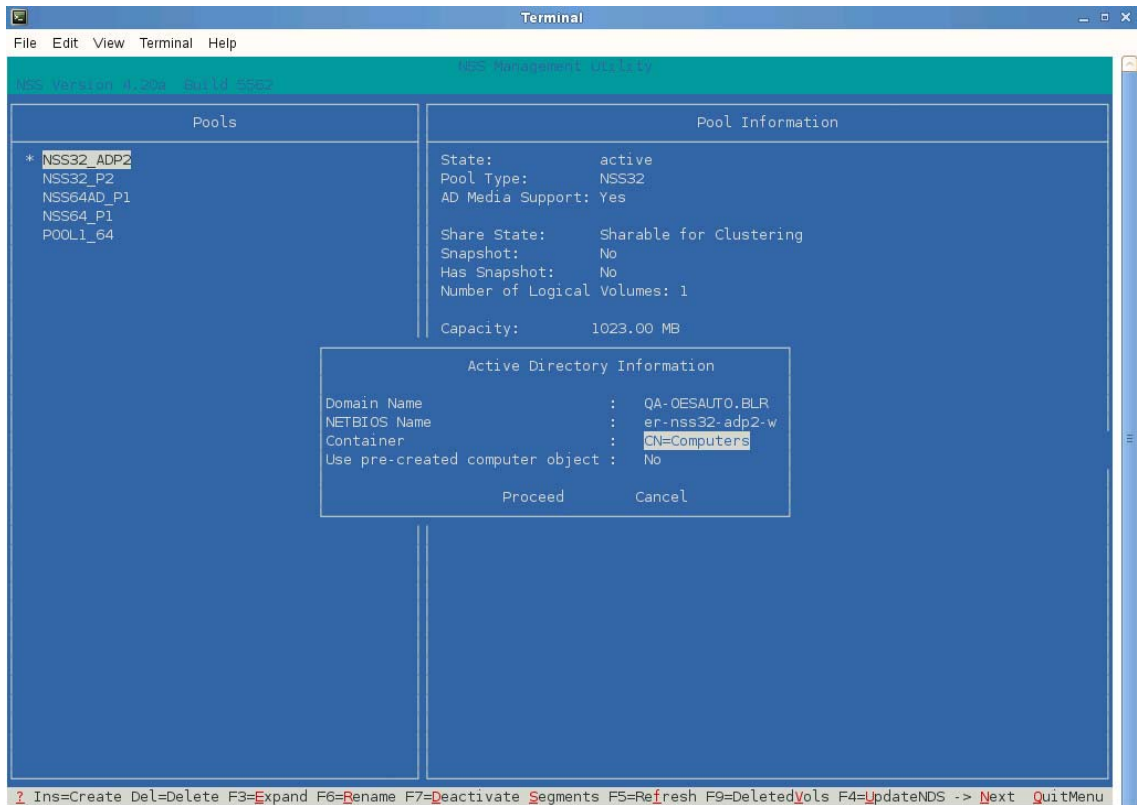 Terminal
File Edit View Terminal Help
NSS Management Utility
NSS Version 4.20a Build 5562
Pools
* NSS32_ADP2
NSS32_P2
NSS64AD_P1
NSS64_P1
POOL1_64
Pool Information
State: active
Pool Type: NSS32
AD Media Support: Yes
Share State: Sharable for Clustering
Snapshot: No
Has Snapshot: No
Number of Logical Volumes: 1
Capacity: 1023.00 MB
Active Directory Information
Domain Name : QA-OESAUTO.BLR
NETBIOS Name : er-nss32-adp2-w
Container : CN=Computers
Use pre-created computer object : No
Proceed Cancel
? Ins=Create Del=Delete F3=Expand F6=Rename F7=Deactivate Segments F5=Refresh F9=DeletedVols F4=UpdateNDS -> Next QuitMenu